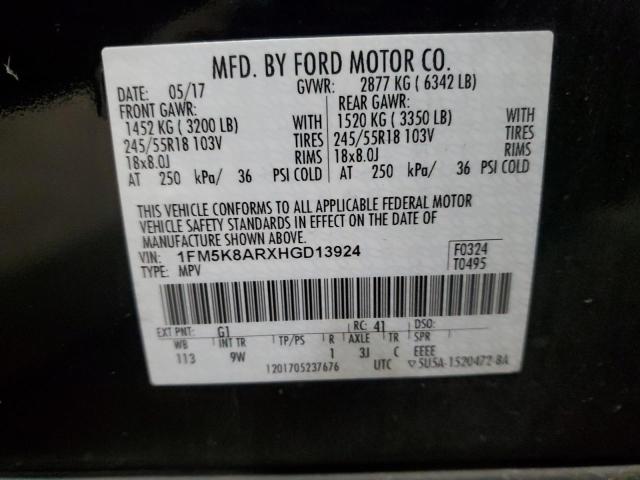 MFD. BY FORD MOTOR CO.
DATE: 05/17 GVWR: 2877 KG ( 6342 LB)
FRONT GAWR: REAR GAWR:
1452 KG ( 3200 LB) WITH 1520 KG ( 3350 LB) WITH
245/55R18 103V TIRES 245/55R18 103V TIRES
18x8.0J RIMS 18x8.0J RIMS
AT 250 kPa/ 36 PSI COLD AT 250 kPa/ 36 PSI COLD
THIS VEHICLE CONFORMS TO ALL APPLICABLE FEDERAL MOTOR
VEHICLE SAFETY STANDARDS IN EFFECT ON THE DATE OF
MANUFACTURE SHOWN ABOVE.
VIN: 1FM5K8ARXHGD13924 F0324
TYPE: MPV T0495
EXT PNT: G1 RC: 41 DSO:
WB INT TR TP/PS R AXLE TR SPR
113 9W 1 3J C EEEE
1201705237676 UTC ▽5U5A-1520472-8A